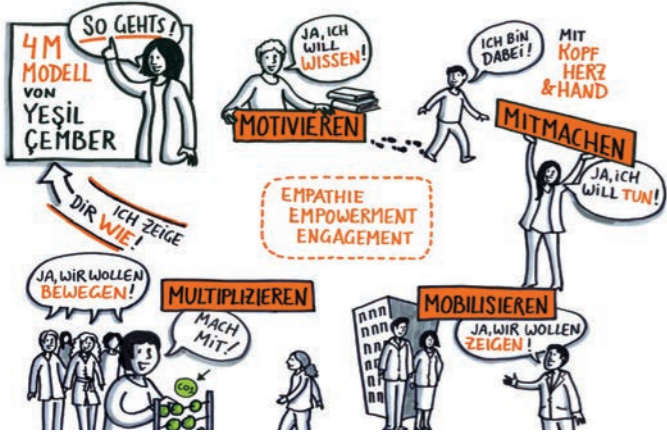 SO GEHTS!
4M
MODELL
VON
YEŞİL
ÇEMBER
JA, ICH
WILL
WISSEN!
MOTIVIEREN
ICH BIN
DABEI!
MIT
KOPF
HERZ
&HAND
MITMACHEN
JA, ICH
WILL TUN!
EMPATHIE
EMPOWERMENT
ENGAGEMENT
ICH ZEIGE
DIR WIE!
JA, WIR WOLLEN
BEWEGEN!
MULTIPLIZIEREN
MACH
MIT!
CO2
MOBILISIEREN
JA, WIR WOLLEN
ZEIGEN!